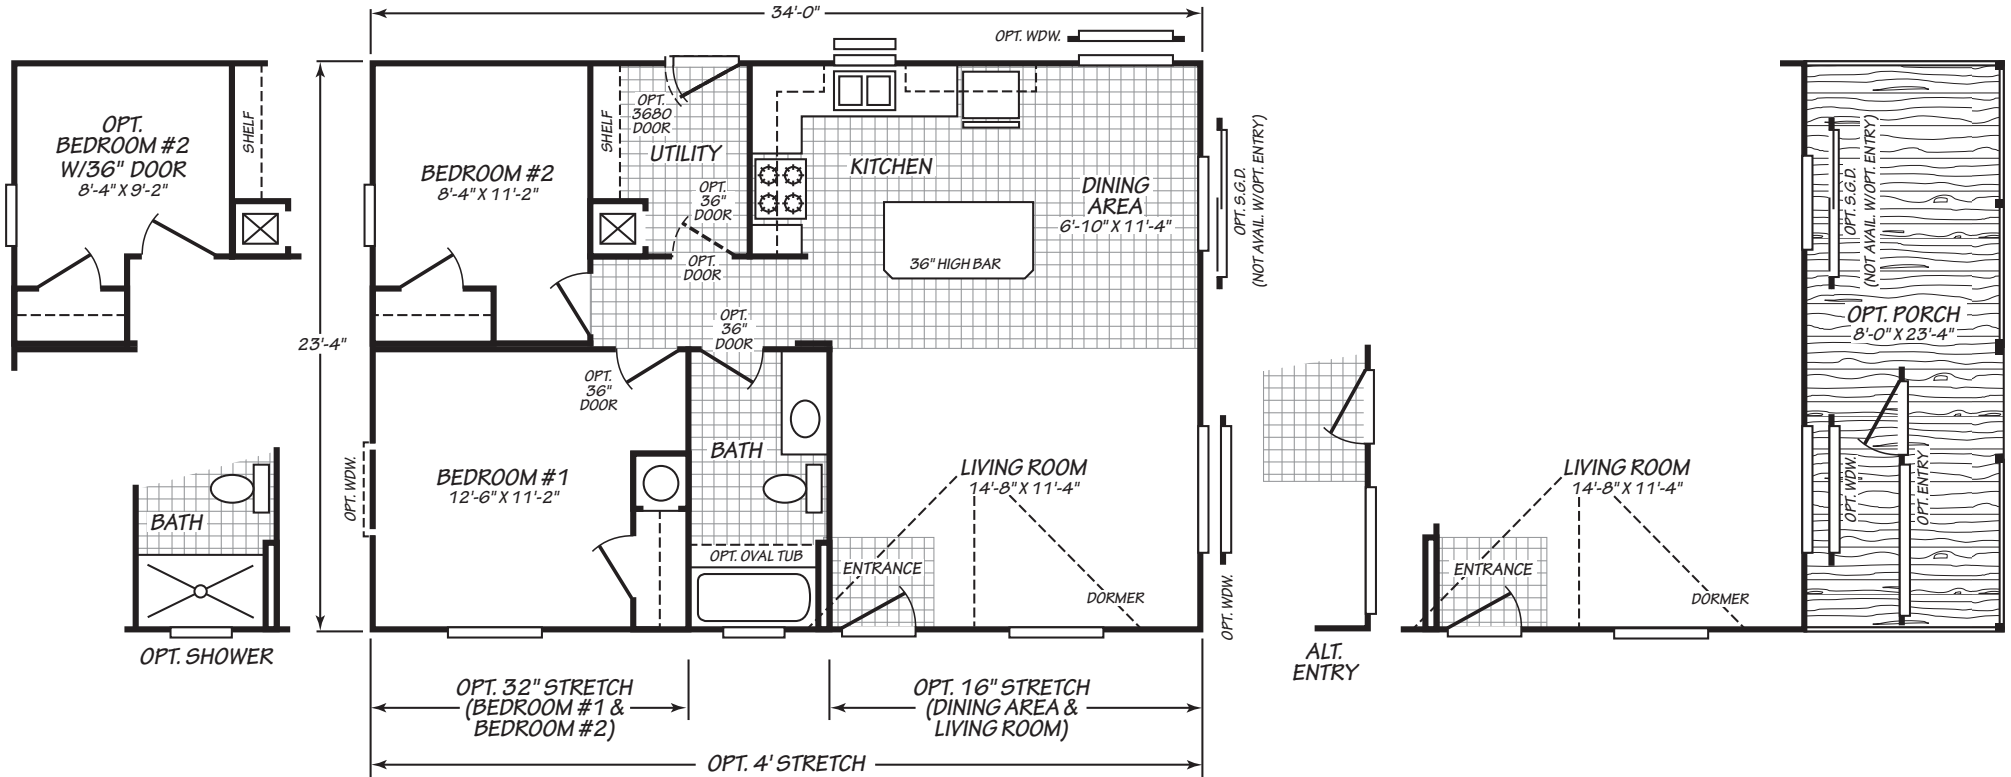 34'-0"
OPT. WDW.
OPT.
BEDROOM #2
W/36" DOOR
8'-4" X 9'-2"
SHELF
BEDROOM #2
8'-4" X 11'-2"
SHELF
OPT.
3680
DOOR
UTILITY
OPT.
36"
DOOR
OPT.
DOOR
KITCHEN
36" HIGH BAR
DINING
AREA
6'-10" X 11'-4"
OPT. S.G.D.
(NOT AVAIL. W/OPT. ENTRY)
23'-4"
OPT.
36"
DOOR
OPT.
36"
DOOR
OPT. WDW.
BEDROOM #1
12'-6" X 11'-2"
BATH
OPT. OVAL TUB
LIVING ROOM
14'-8" X 11'-4"
ENTRANCE
DORMER
OPT. WDW.
BATH
OPT. SHOWER
ALT.
ENTRY
OPT. S.G.D.
(NOT AVAIL. W/OPT. ENTRY)
OPT. PORCH
8'-0" X 23'-4"
LIVING ROOM
14'-8" X 11'-4"
OPT. WDW.
OPT. ENTRY
ENTRANCE
DORMER
OPT. 32" STRETCH
(BEDROOM #1 &
BEDROOM #2)
OPT. 16" STRETCH
(DINING AREA &
LIVING ROOM)
OPT. 4' STRETCH